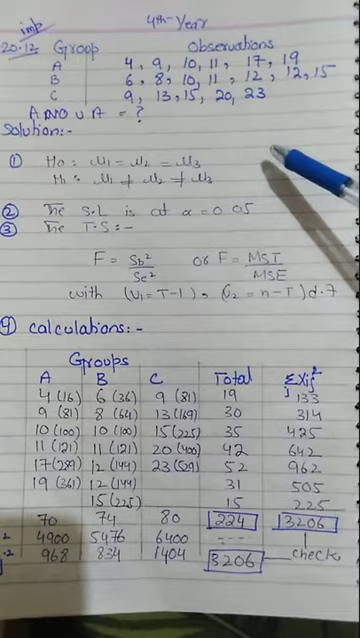 imp 4th-Year
20.12 Group Observations
A 4, 9, 10, 11, 17, 19
B 6, 8, 10, 11, 12, 12, 15
C 9, 13, 15, 20, 23
ANOVA = ?
Solution:-
① H₀: μ₁ = μ₂ = μ₃
H₁: μ₁ ≠ μ₂ ≠ μ₃
② The S.L is at α = 0.05
③ The T.S:-
F = Sb²/Se² or F = MST/MSE
with (V₁ = T-1), (V₂ = n-T) d.f
④ Calculations:-
Groups
A B C Total ΣXij²
4 (16) 6 (36) 9 (81) 19 133
9 (81) 8 (64) 13 (169) 30 314
10 (100) 10 (100) 15 (225) 35 425
11 (121) 11 (121) 20 (400) 42 642
17 (289) 12 (144) 23 (529) 52 962
19 (361) 12 (144) 31 505
15 (225) 15 225
70 74 80 224 3206
4900 5476 6400 ---
968 834 1404 3206 check